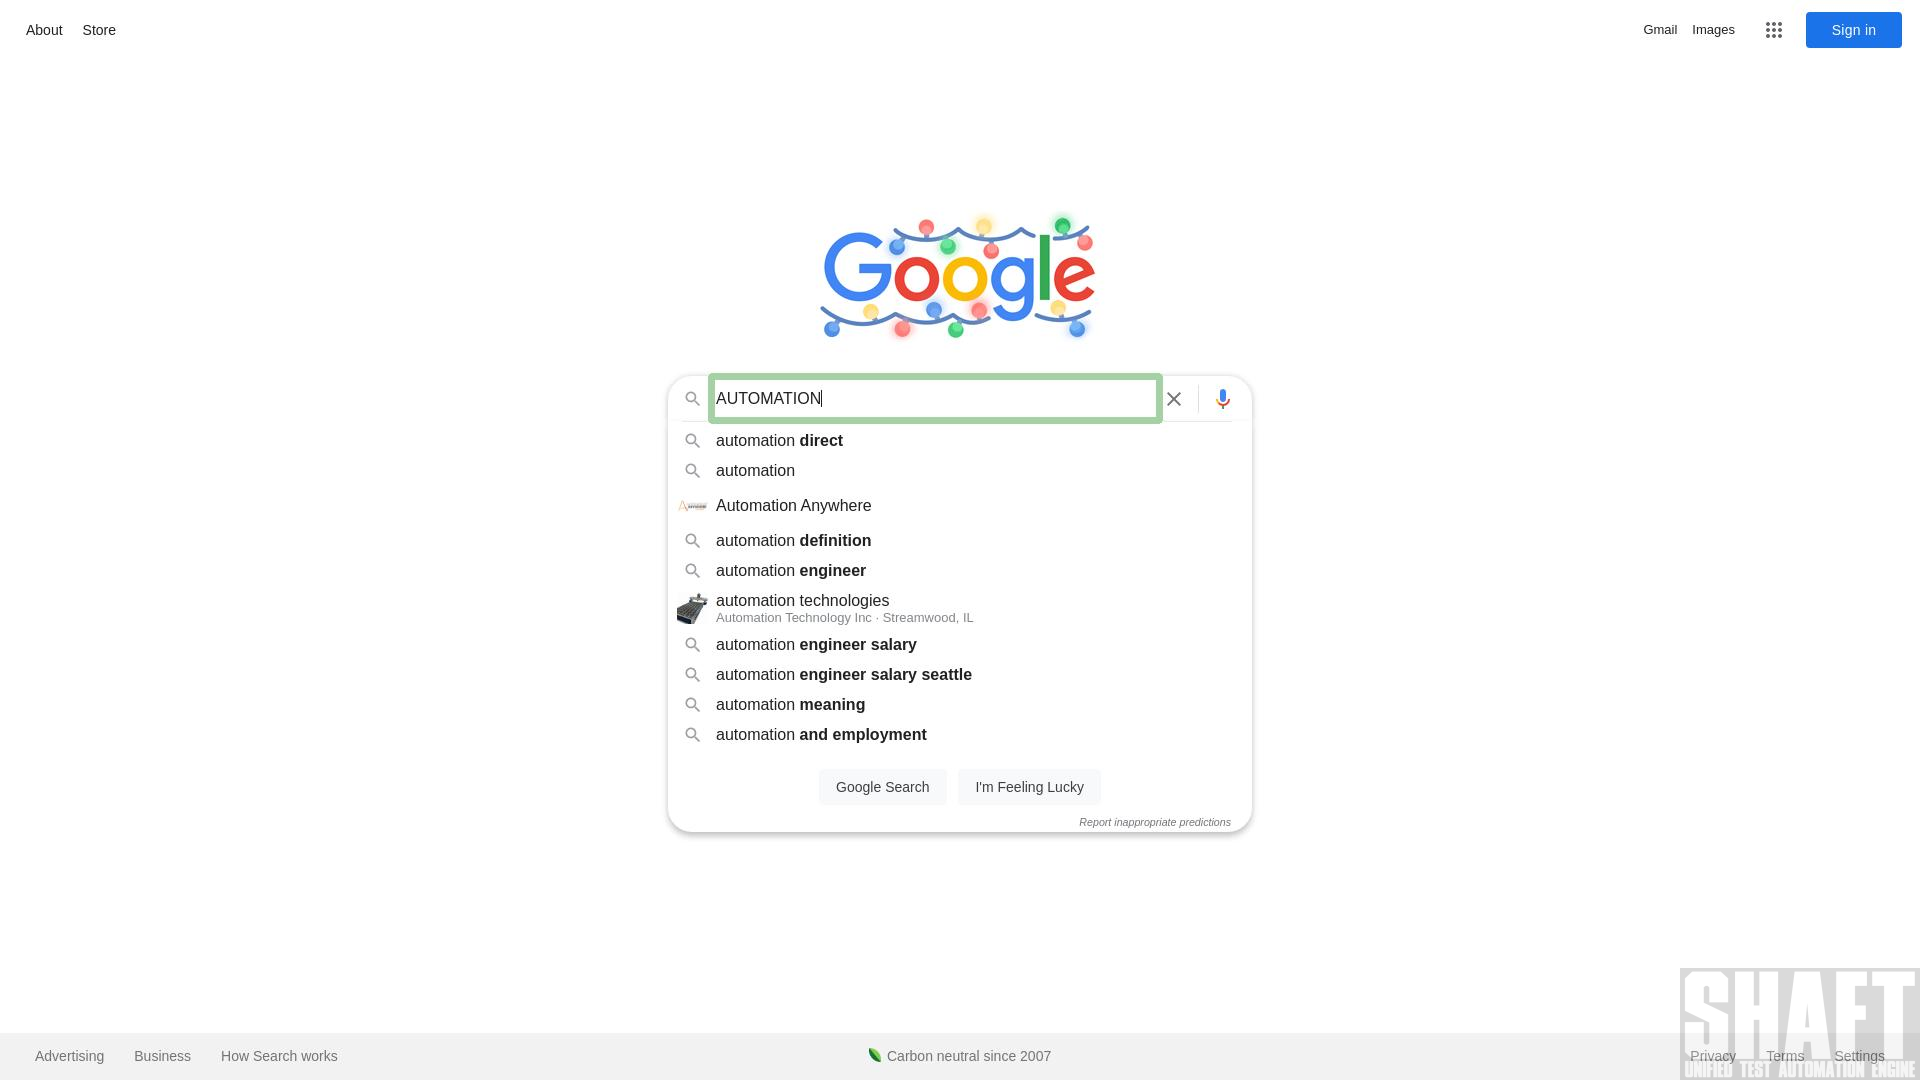 About Store
Gmail Images Sign in
Google
AUTOMATION
automation direct
automation
Automation Anywhere
automation definition
automation engineer
automation technologies
Automation Technology Inc · Streamwood, IL
automation engineer salary
automation engineer salary seattle
automation meaning
automation and employment
Google Search I'm Feeling Lucky
Report inappropriate predictions
SHAFT
Advertising Business How Search works Carbon neutral since 2007 Privacy Terms Settings
UNIFIED TEST AUTOMATION ENGINE